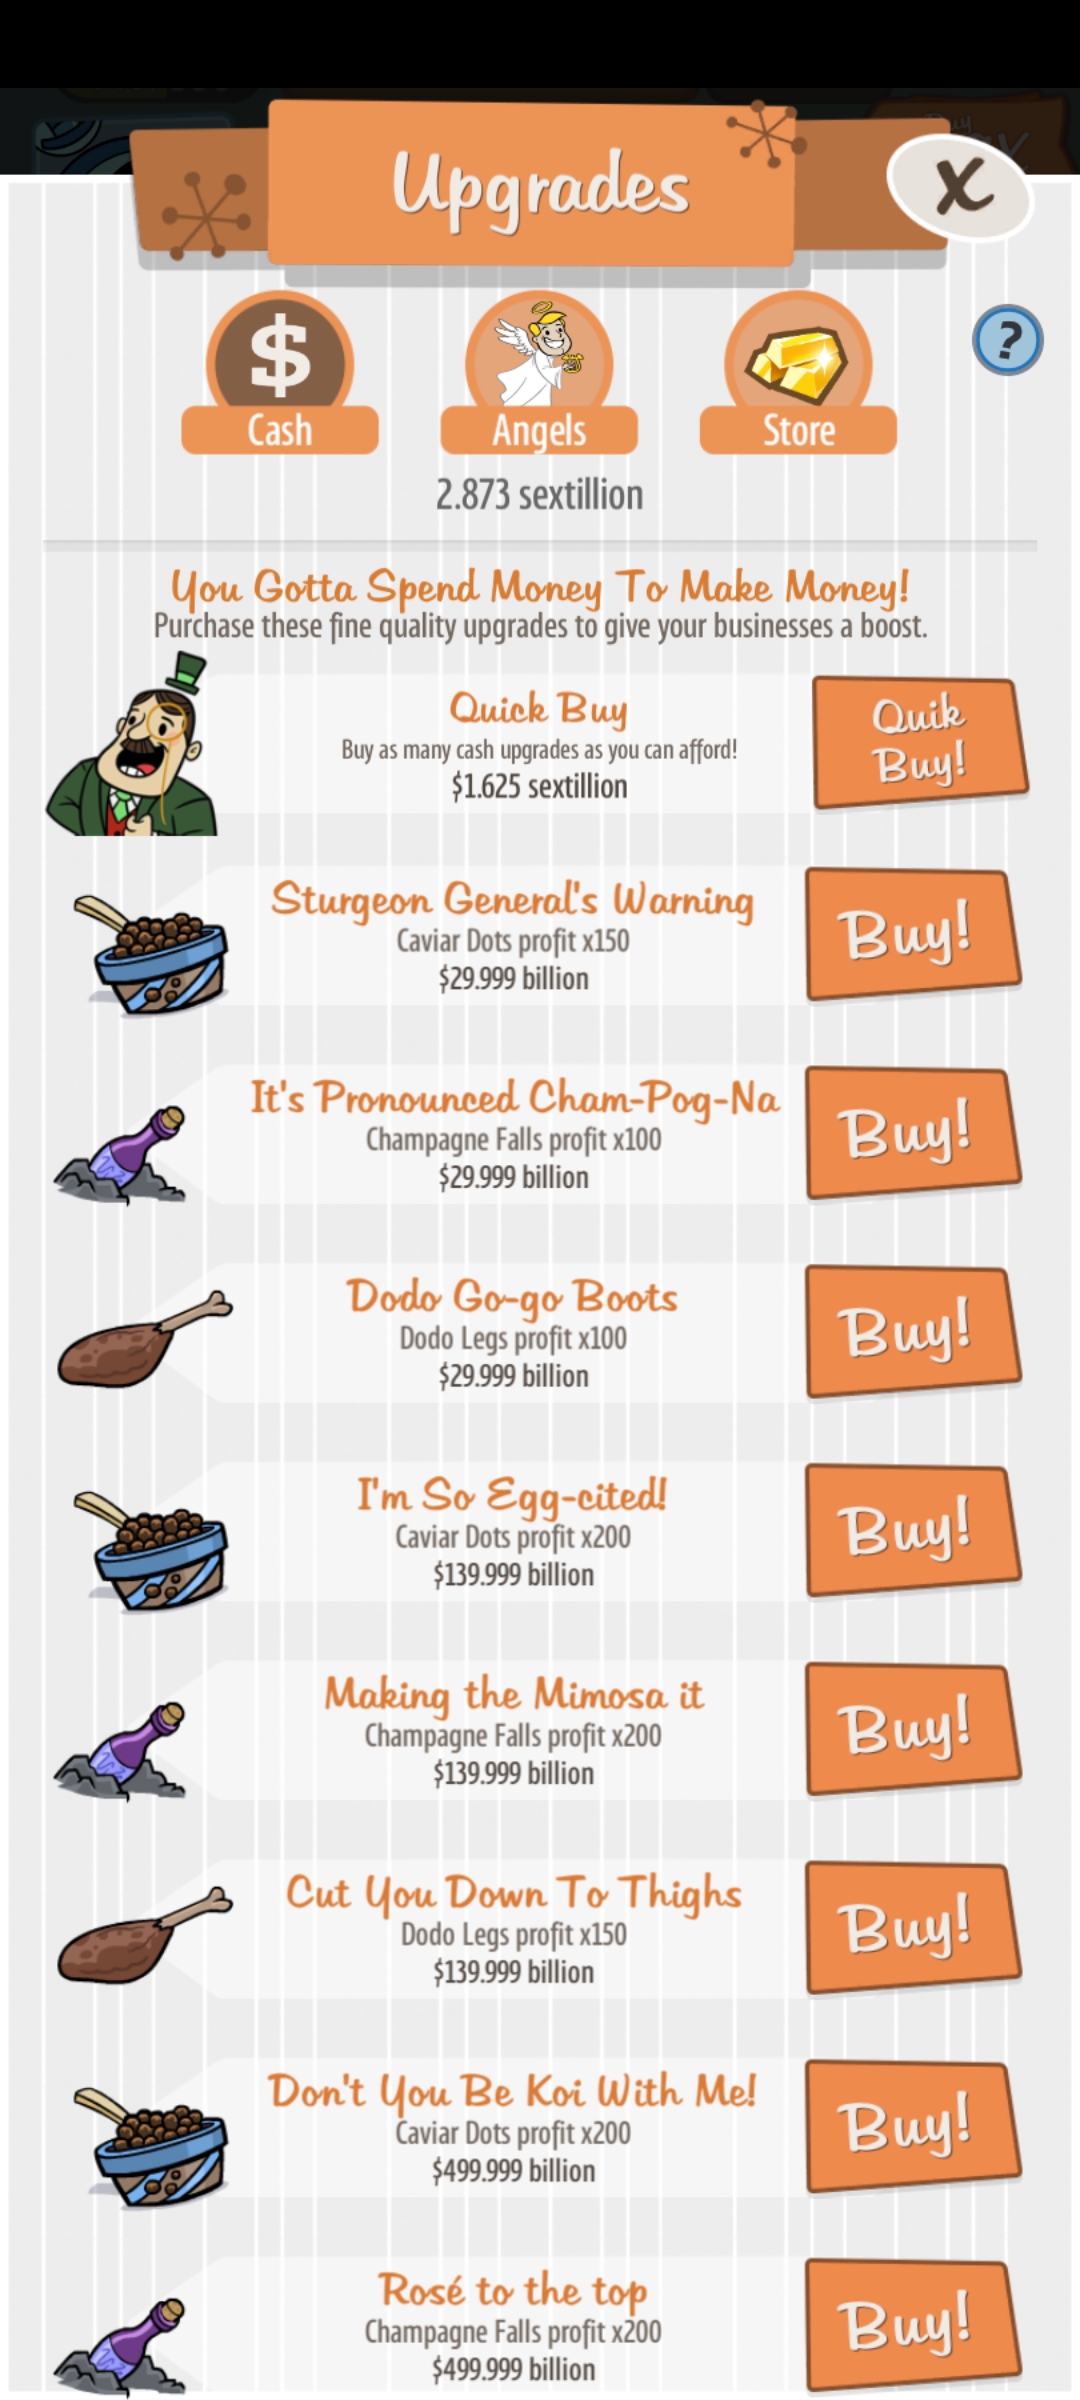 Upgrades
X
?
$
Cash
Angels
Store
2.873 sextillion
You Gotta Spend Money To Make Money!
Purchase these fine quality upgrades to give your businesses a boost.
Quick Buy
Buy as many cash upgrades as you can afford!
$1.625 sextillion
Quik
Buy!
Sturgeon General's Warning
Caviar Dots profit x150
$29.999 billion
Buy!
It's Pronounced Cham-Pog-Na
Champagne Falls profit x100
$29.999 billion
Buy!
Dodo Go-go Boots
Dodo Legs profit x100
$29.999 billion
Buy!
I'm So Egg-cited!
Caviar Dots profit x200
$139.999 billion
Buy!
Making the Mimosa it
Champagne Falls profit x200
$139.999 billion
Buy!
Cut You Down To Thighs
Dodo Legs profit x150
$139.999 billion
Buy!
Don't You Be Koi With Me!
Caviar Dots profit x200
$499.999 billion
Buy!
Rosé to the top
Champagne Falls profit x200
$499.999 billion
Buy!